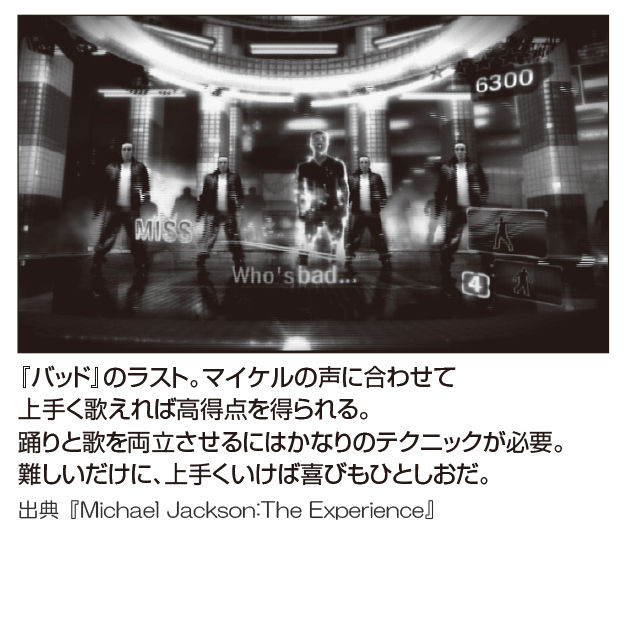 6300
MISS
Who's bad...
4
『バッド』のラスト。マイケルの声に合わせて
上手く歌えれば高得点を得られる。
踊りと歌を両立させるにはかなりのテクニックが必要。
難しいだけに、上手くいけば喜びもひとしおだ。
出典『Michael Jackson:The Experience』